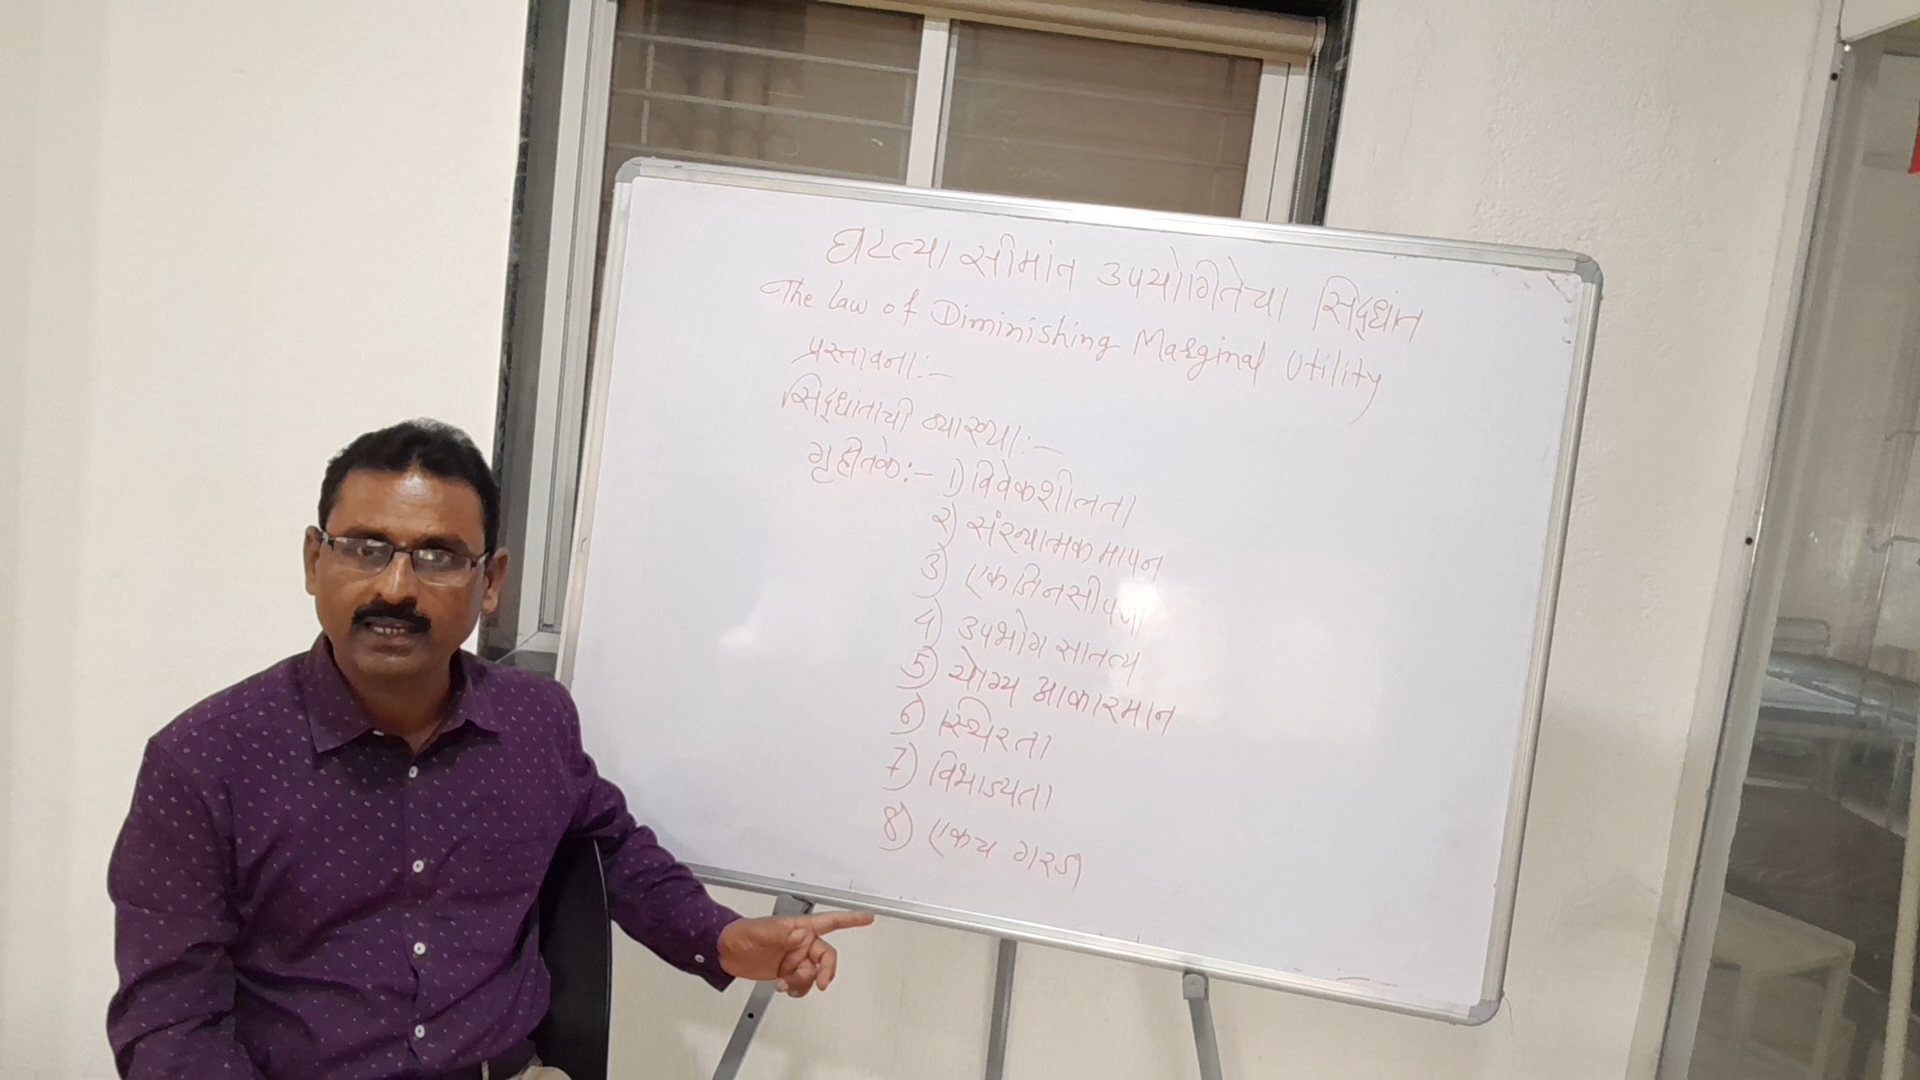 घटत्या सीमांत उपयोगितेचा सिद्धांत
The Law of Diminishing Marginal Utility
प्रस्तावना:-
सिद्धांताची व्याख्या:-
गृहीतके:- 1) विवेकशीलता
२) संख्यात्मक मापन
3) एकजिनसीपणा
4) उपभोग सातत्य
5) योग्य आकारमान
6) स्थिरता
7) विभाज्यता
8) एकच गरज